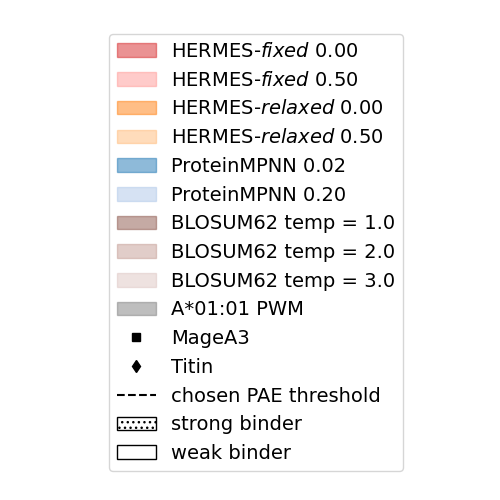 HERMES-fixed 0.00
HERMES-fixed 0.50
HERMES-relaxed 0.00
HERMES-relaxed 0.50
ProteinMPNN 0.02
ProteinMPNN 0.20
BLOSUM62 temp = 1.0
BLOSUM62 temp = 2.0
BLOSUM62 temp = 3.0
A*01:01 PWM
MageA3
Titin
chosen PAE threshold
strong binder
weak binder